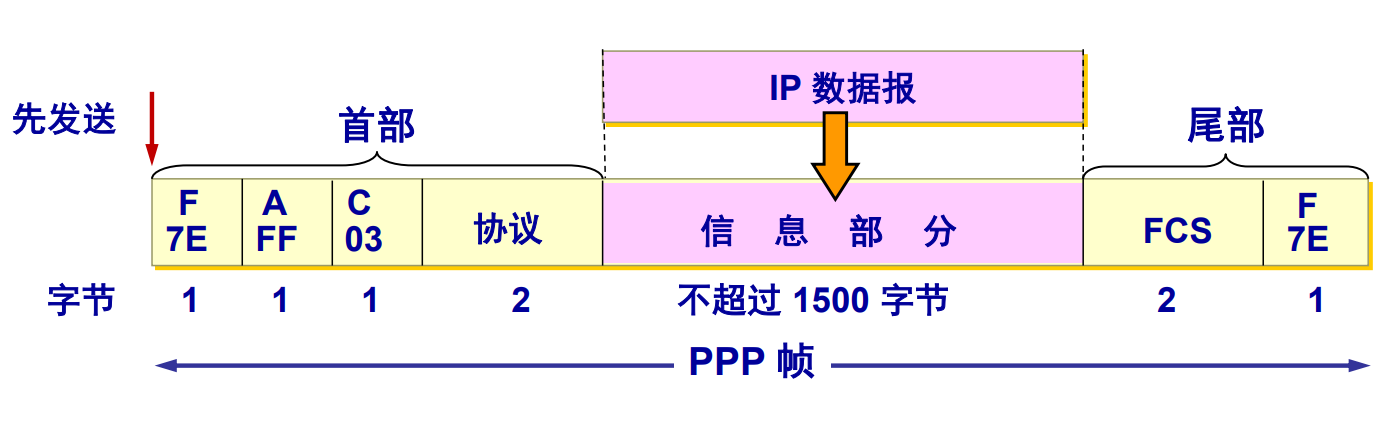 IP 数据报
先发送
首部
尾部
F A C
7E FF 03 协议 信息部分 FCS F 7E
字节 1 1 1 2 不超过 1500 字节 2 1
PPP 帧